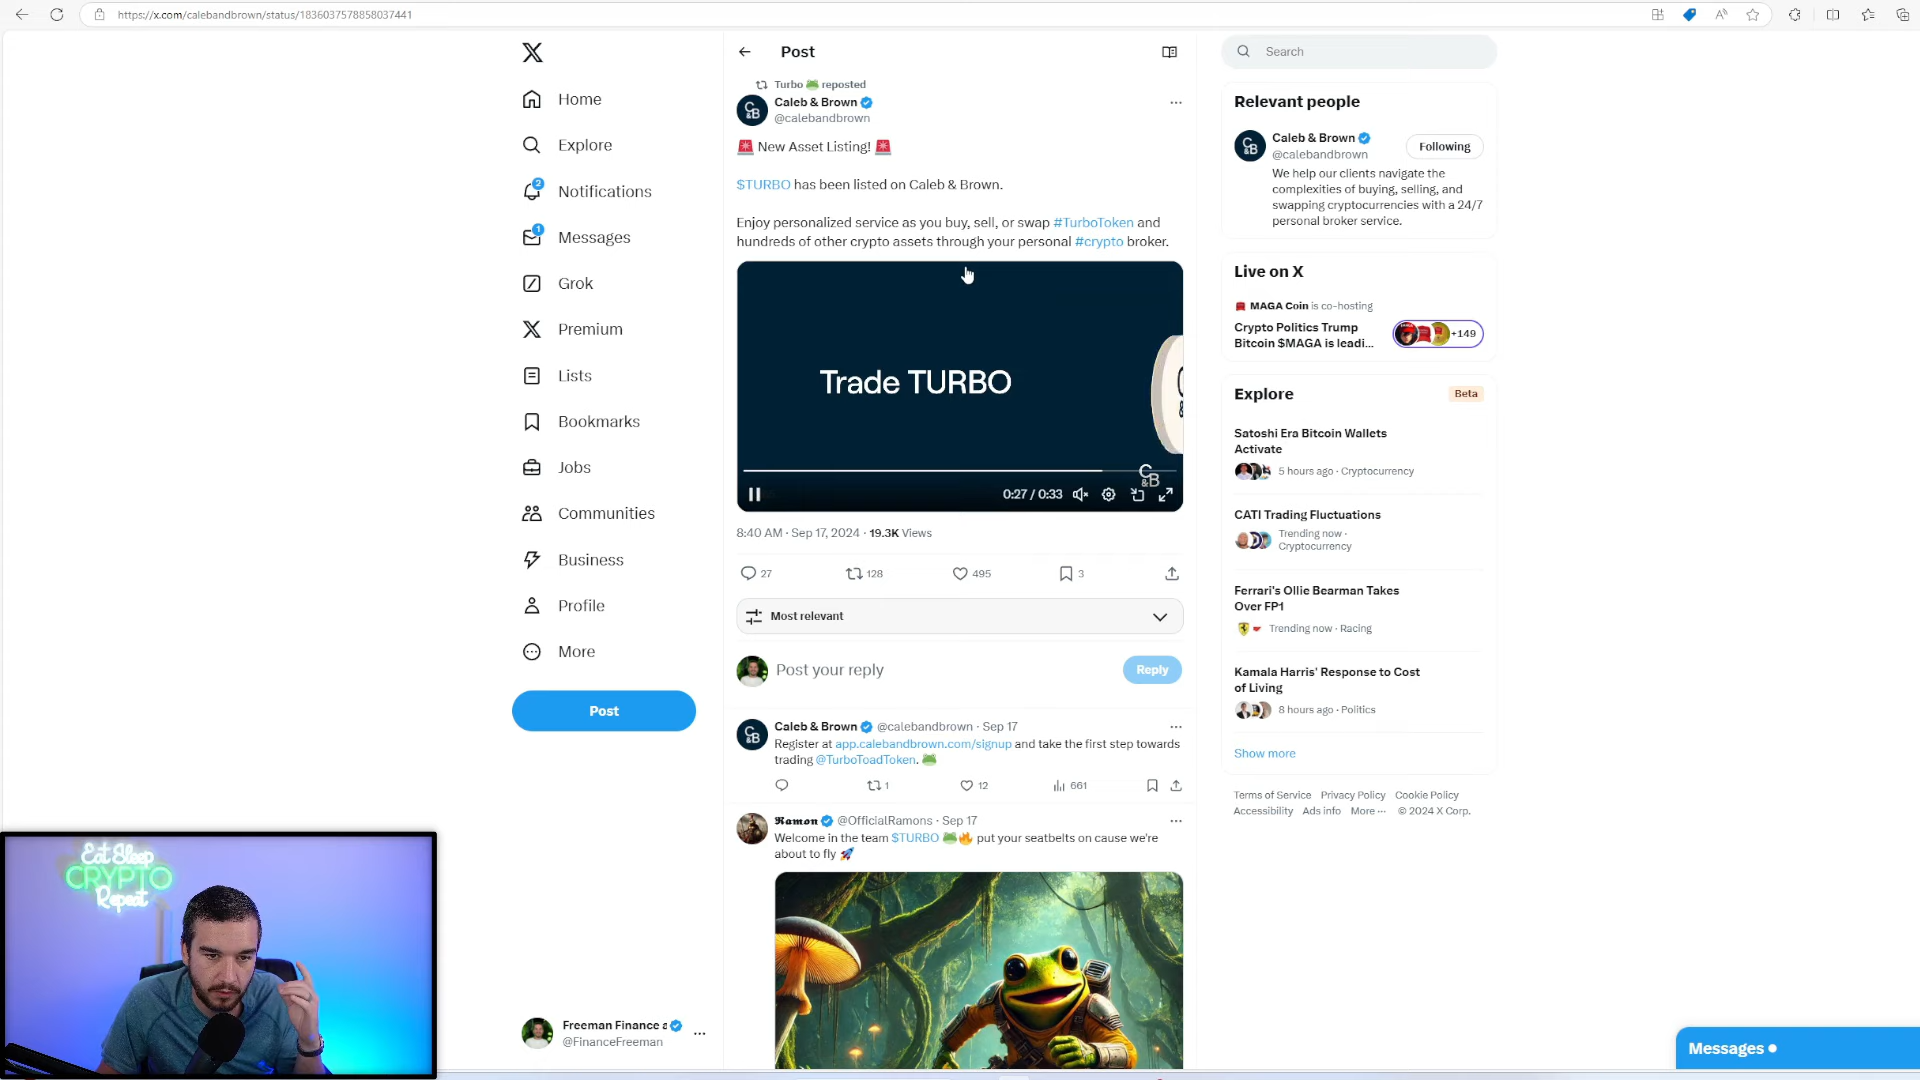 https://x.com/calebandbrown/status/1836037578858037441
Home
Explore
Notifications
2
Messages
1
Grok
Premium
Lists
Bookmarks
Jobs
Communities
Business
Profile
More
Post
Freeman Finance a
@FinanceFreeman
···
Eat Sleep
CRYPTO
Repeat
Post
Turbo 🐸 reposted
Caleb & Brown
@calebandbrown
🚨 New Asset Listing! 🚨
$TURBO has been listed on Caleb & Brown.
Enjoy personalized service as you buy, sell, or swap #TurboToken and
hundreds of other crypto assets through your personal #crypto broker.
Trade TURBO
C
&B
0:27 / 0:33
8:40 AM · Sep 17, 2024 · 19.3K Views
27 128 495 3
Most relevant
Post your reply
Reply
Caleb & Brown @calebandbrown · Sep 17
Register at app.calebandbrown.com/signup and take the first step towards
trading @TurboToadToken. 🐸
1 12 661
Ramon @OfficialRamons · Sep 17
Welcome in the team $TURBO 🐸🔥 put your seatbelts on cause we're
about to fly 🚀
Search
Relevant people
Caleb & Brown
@calebandbrown
Following
We help our clients navigate the
complexities of buying, selling, and
swapping cryptocurrencies with a 24/7
personal broker service.
Live on X
MAGA Coin is co-hosting
Crypto Politics Trump
Bitcoin $MAGA is leadi...
+149
Explore
Beta
Satoshi Era Bitcoin Wallets
Activate
5 hours ago · Cryptocurrency
CATI Trading Fluctuations
Trending now ·
Cryptocurrency
Ferrari's Ollie Bearman Takes
Over FP1
Trending now · Racing
Kamala Harris' Response to Cost
of Living
8 hours ago · Politics
Show more
Terms of Service Privacy Policy Cookie Policy
Accessibility Ads info More ··· © 2024 X Corp.
Messages